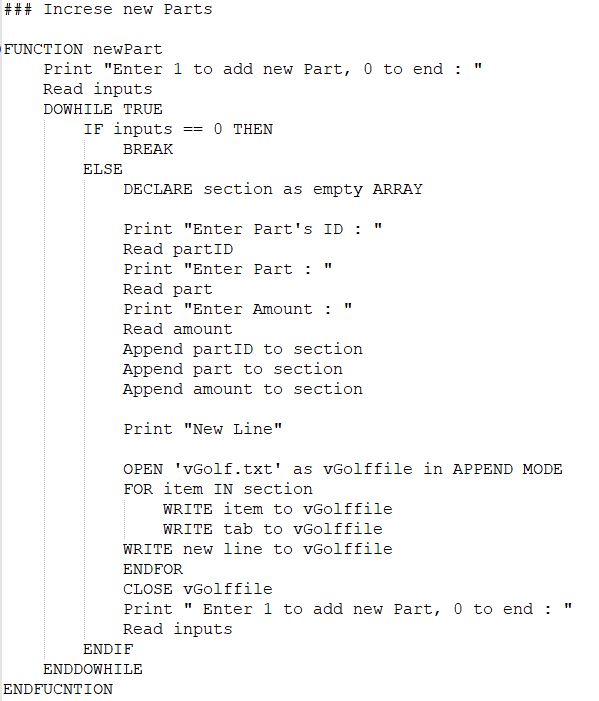 ### Increse new Parts
FUNCTION newPart
Print "Enter 1 to add new Part, 0 to end : "
Read inputs
DOWHILE TRUE
IF inputs == 0 THEN
BREAK
ELSE
DECLARE section as empty ARRAY
Print "Enter Part's ID : "
Read partID
Print "Enter Part : "
Read part
Print "Enter Amount : "
Read amount
Append partID to section
Append part to section
Append amount to section
Print "New Line"
OPEN 'vGolf.txt' as vGolffile in APPEND MODE
FOR item IN section
WRITE item to vGolffile
WRITE tab to vGolffile
WRITE new line to vGolffile
ENDFOR
CLOSE vGolffile
Print " Enter 1 to add new Part, 0 to end : "
Read inputs
ENDIF
ENDDOWHILE
ENDFUCNTION